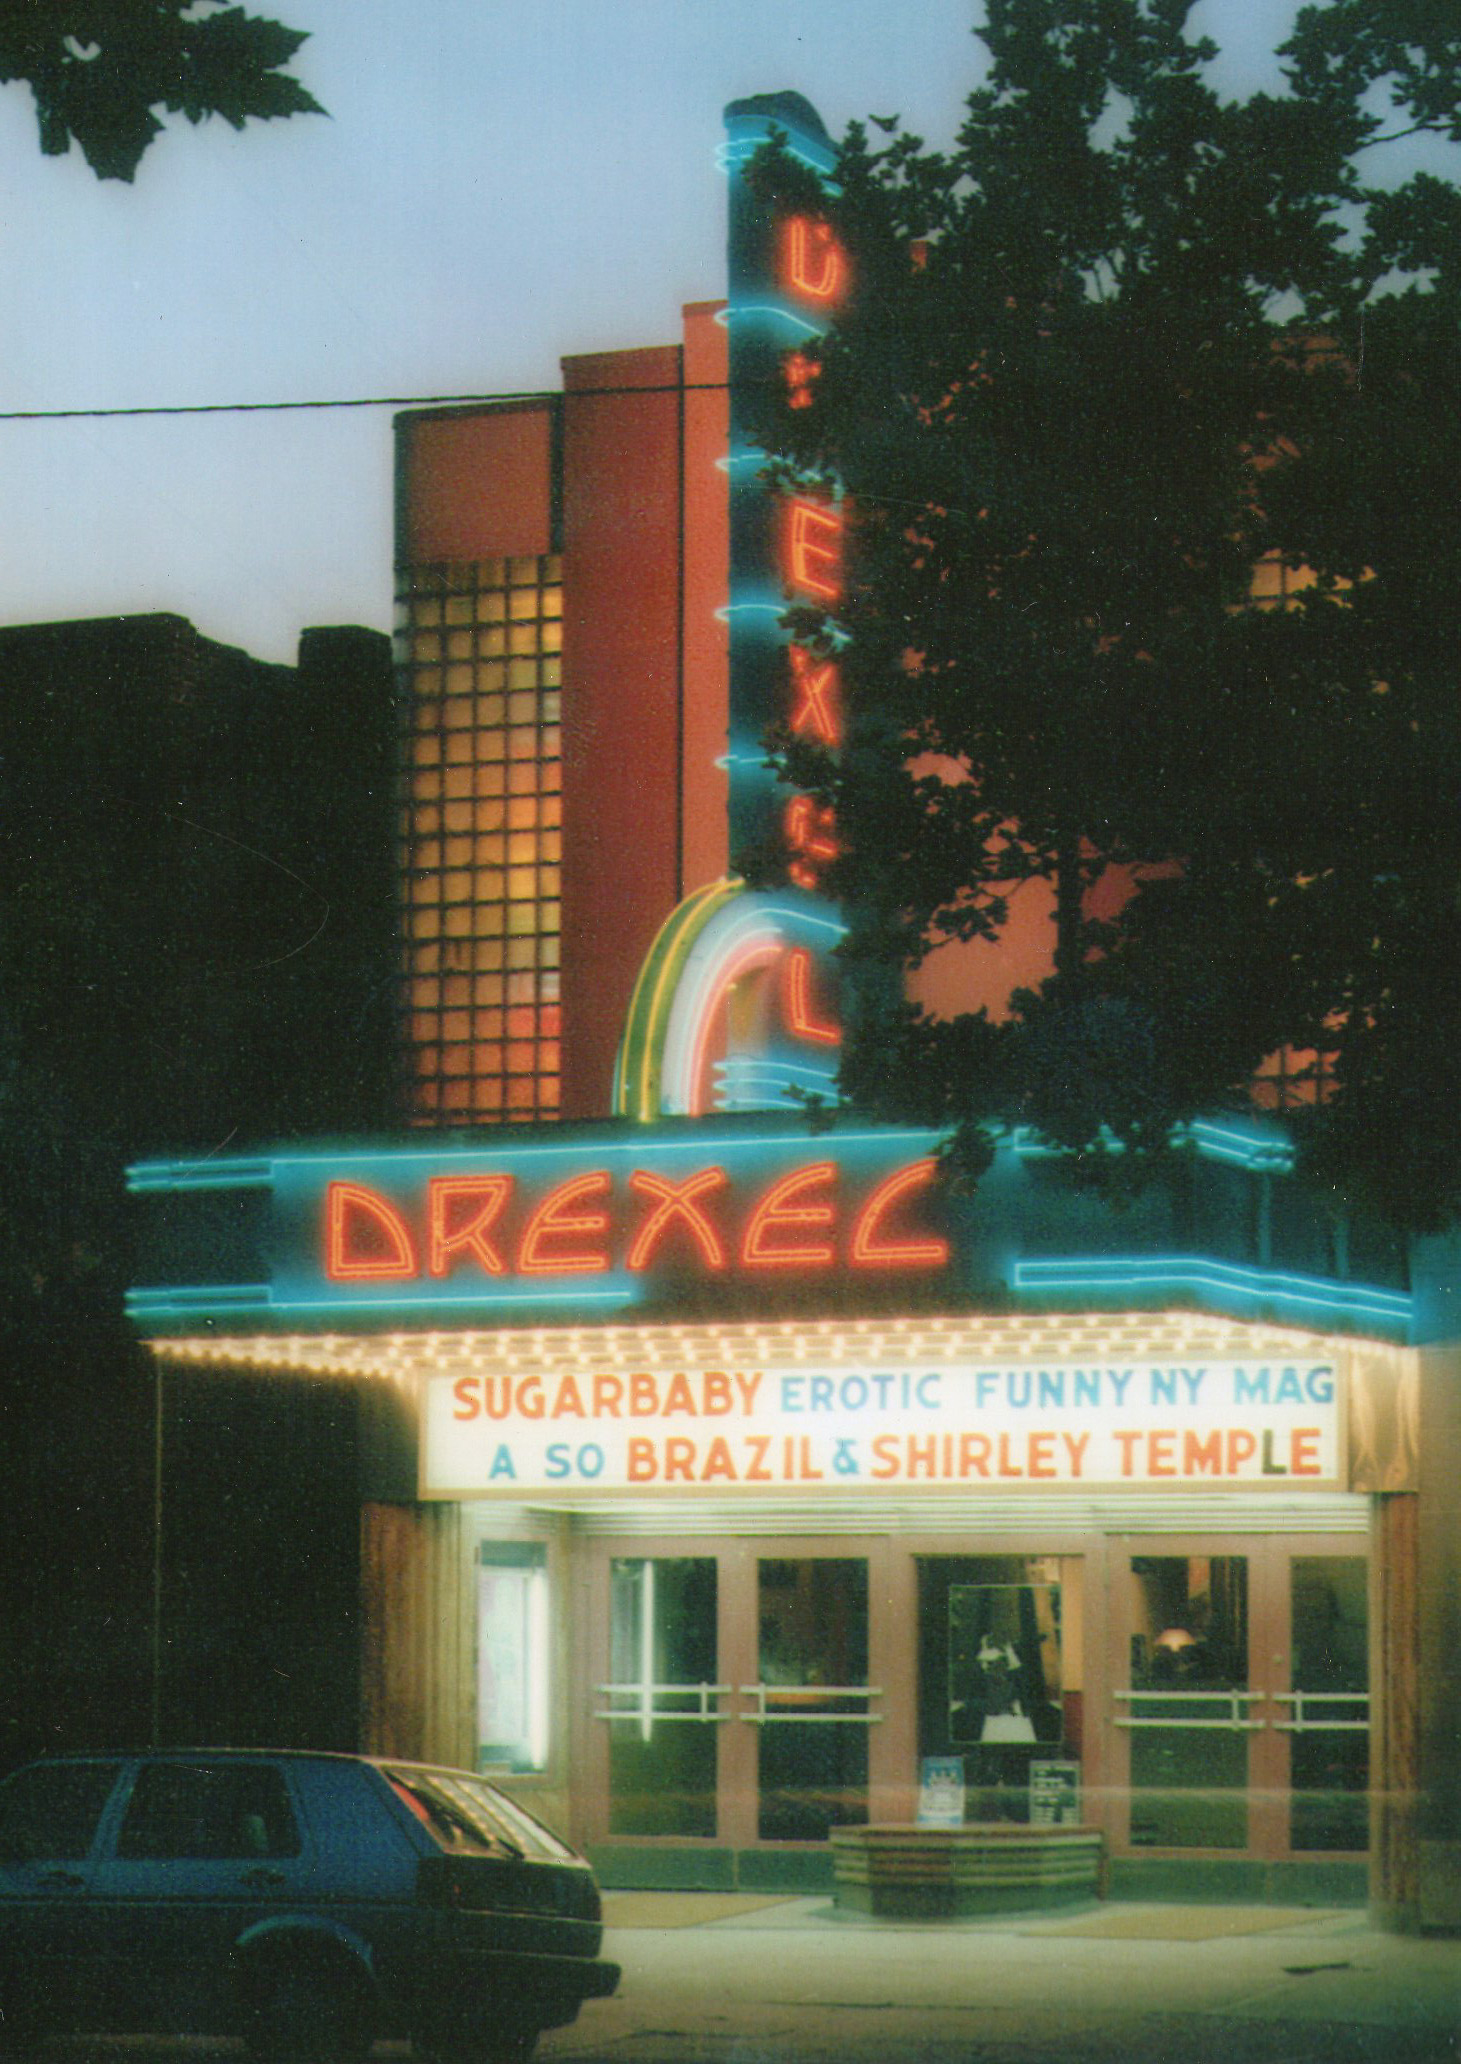 DREXEL
DREXEL
SUGARBABY EROTIC FUNNY NY MAG
A SO BRAZIL & SHIRLEY TEMPLE